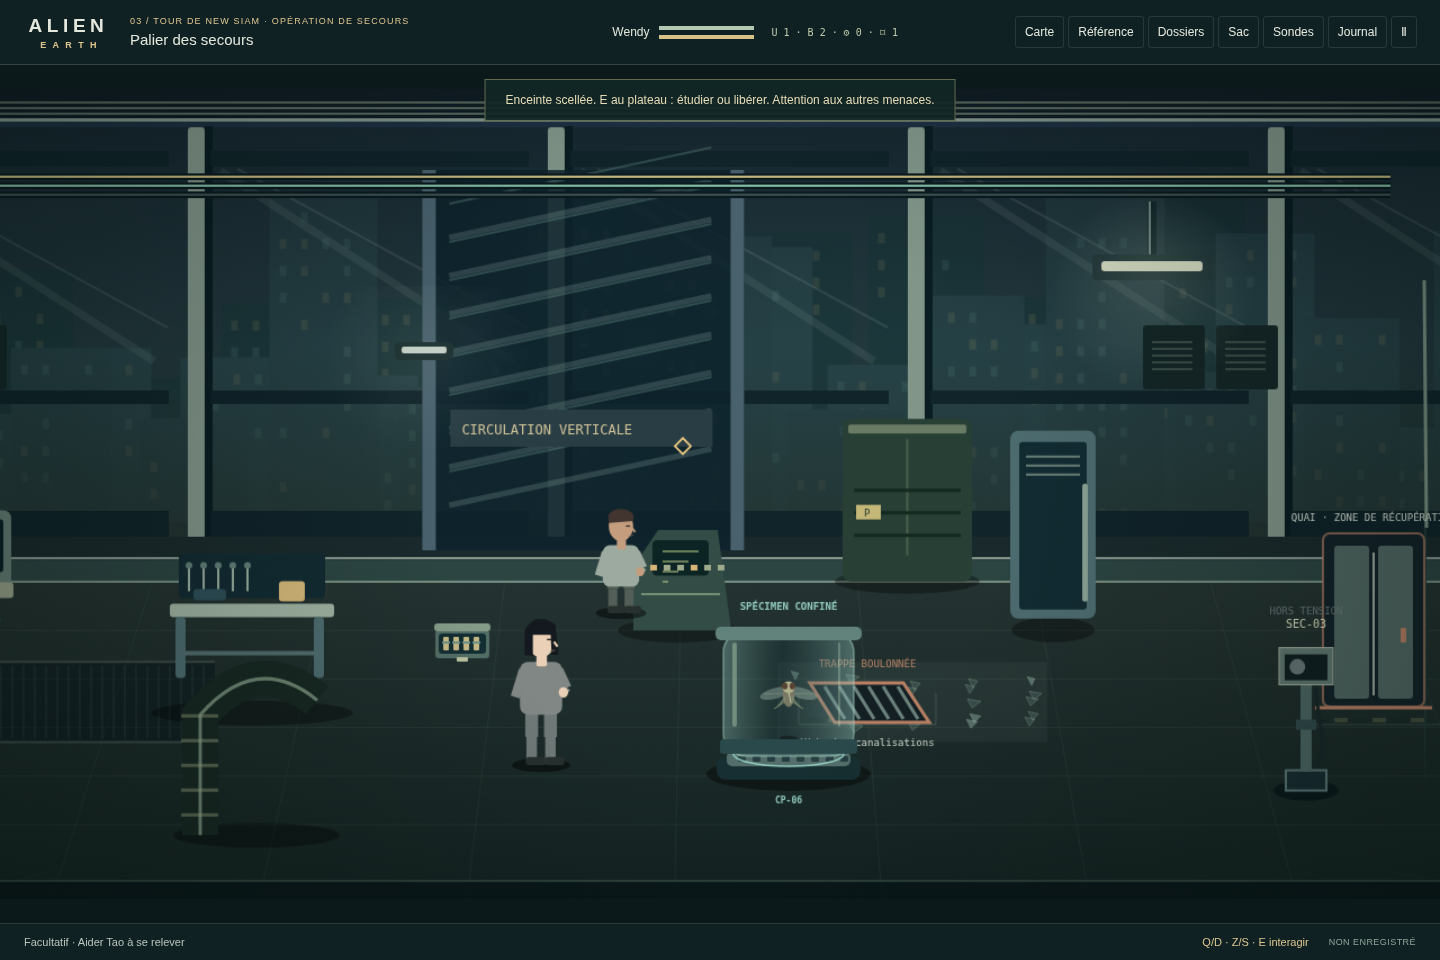 ALIEN
EARTH
03 / TOUR DE NEW SIAM · OPÉRATION DE SECOURS
Palier des secours
Wendy
U 1 · B 2 · ⚙ 0 · ⌑ 1
Carte
Référence
Dossiers
Sac
Sondes
Journal
Ⅱ
Enceinte scellée. E au plateau : étudier ou libérer. Attention aux autres menaces.
CIRCULATION VERTICALE
P
QUAI · ZONE DE RÉCUPÉRATI
SPÉCIMEN CONFINÉ
HORS TENSION
SEC-03
TRAPPE BOULONNÉE
canalisations
CP-06
Facultatif · Aider Tao à se relever
Q/D · Z/S · E interagir
NON ENREGISTRÉ